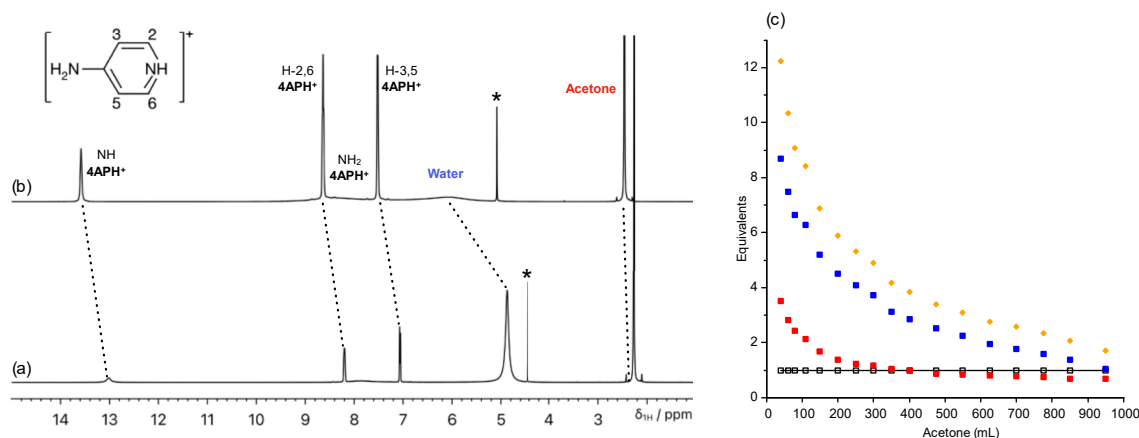 (c)
+
3 2
H₂N NH
5 6
H-2,6
4APH⁺
H-3,5
4APH⁺
*
Acetone
NH
4APH⁺
NH₂
4APH⁺
Water
(b)
*
(a)
14 13 12 11 10 9 8 7 6 5 4 3 δ1H / ppm
12
10
8
6
4
2
0
Equivalents
0 100 200 300 400 500 600 700 800 900 1000
Acetone (mL)